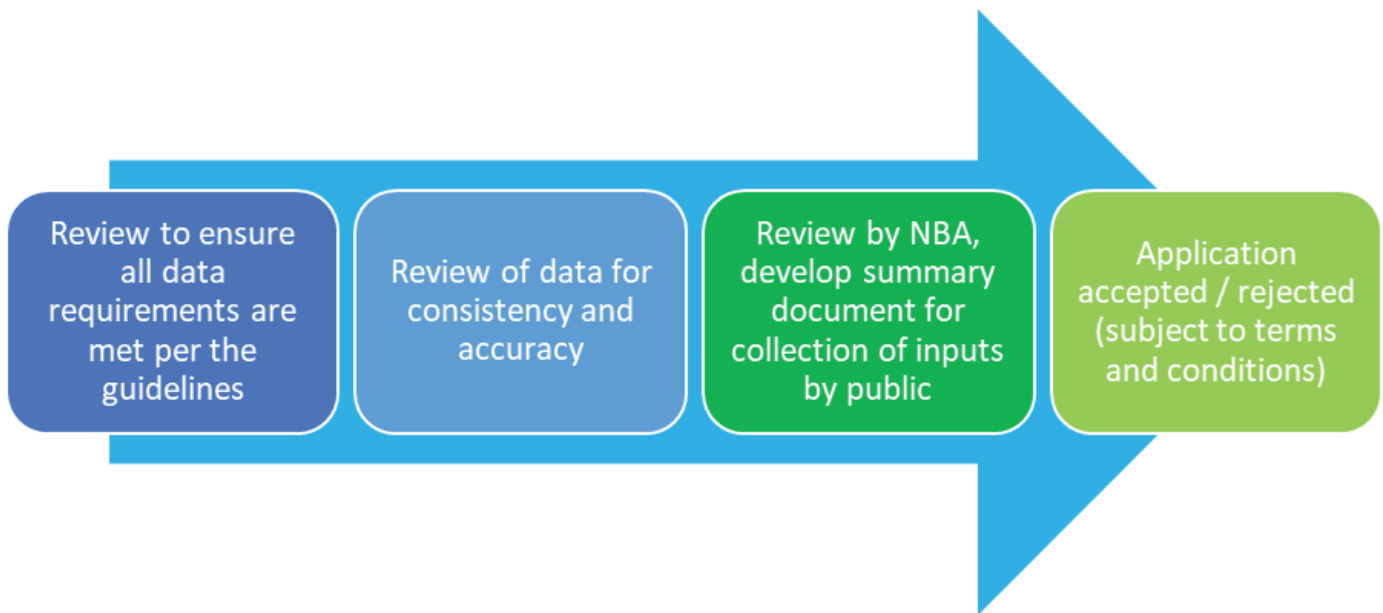 Review to ensure
all data
requirements are
met per the
guidelines
Review of data for
consistency and
accuracy
Review by NBA,
develop summary
document for
collection of inputs
by public
Application
accepted / rejected
(subject to terms
and conditions)